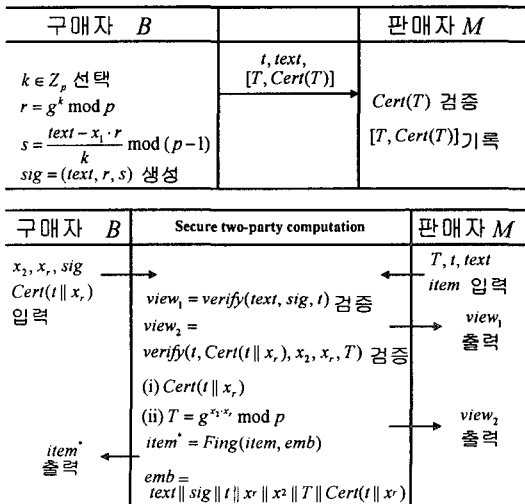 구매자 B
판매자 M
k ∈ Z_p 선택
r = g^k mod p
s = (text − x_1 · r) / k mod (p−1)
sig = (text, r, s) 생성
t, text,
[T, Cert(T)]
Cert(T) 검증
[T, Cert(T)]기록
구매자 B
Secure two-party computation
판매자 M
x_2, x_r, sig
Cert(t || x_r)
입력
T, t, text
item 입력
view_1 = verify(text, sig, t) 검증
view_2 =
verify(t, Cert(t || x_r), x_2, x_r, T) 검증
view_1
출력
(i) Cert(t || x_r)
(ii) T = g^{x_2·x_r} mod p
item* = Fing(item, emb)
view_2
출력
item*
출력
emb =
text || sig || t || x^r || x^2 || T || Cert(t || x^r)